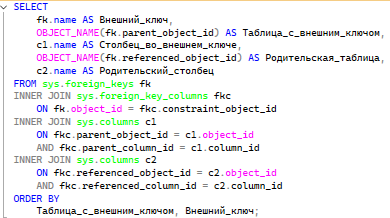 SELECT
fk.name AS Внешний_ключ,
OBJECT_NAME(fk.parent_object_id) AS Таблица_с_внешним_ключом,
c1.name AS Столбец_во_внешнем_ключе,
OBJECT_NAME(fk.referenced_object_id) AS Родительская_таблица,
c2.name AS Родительский_столбец
FROM sys.foreign_keys fk
INNER JOIN sys.foreign_key_columns fkc
ON fk.object_id = fkc.constraint_object_id
INNER JOIN sys.columns c1
ON fkc.parent_object_id = c1.object_id
AND fkc.parent_column_id = c1.column_id
INNER JOIN sys.columns c2
ON fkc.referenced_object_id = c2.object_id
AND fkc.referenced_column_id = c2.column_id
ORDER BY
Таблица_с_внешним_ключом, Внешний_ключ;